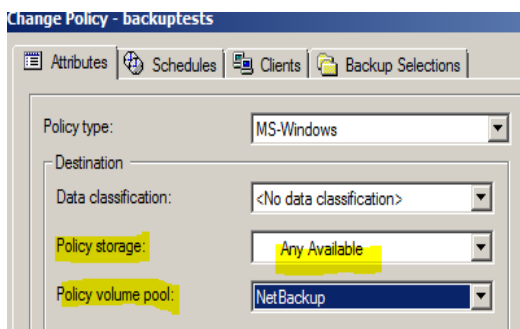 Change Policy - backuptests
Attributes Schedules Clients Backup Selections
Policy type: MS-Windows
Destination
Data classification: <No data classification>
Policy storage: Any Available
Policy volume pool: NetBackup